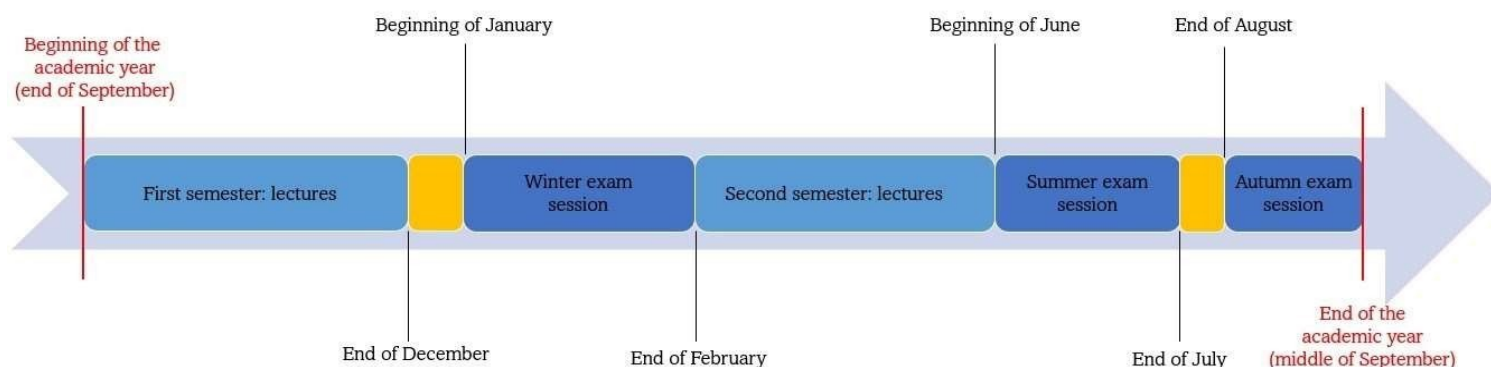 Beginning of January
Beginning of June
End of August
Beginning of the
academic year
(end of September)
First semester: lectures
Winter exam
session
Second semester: lectures
Summer exam
session
Autumn exam
session
End of December
End of February
End of July
End of the
academic year
(middle of September)